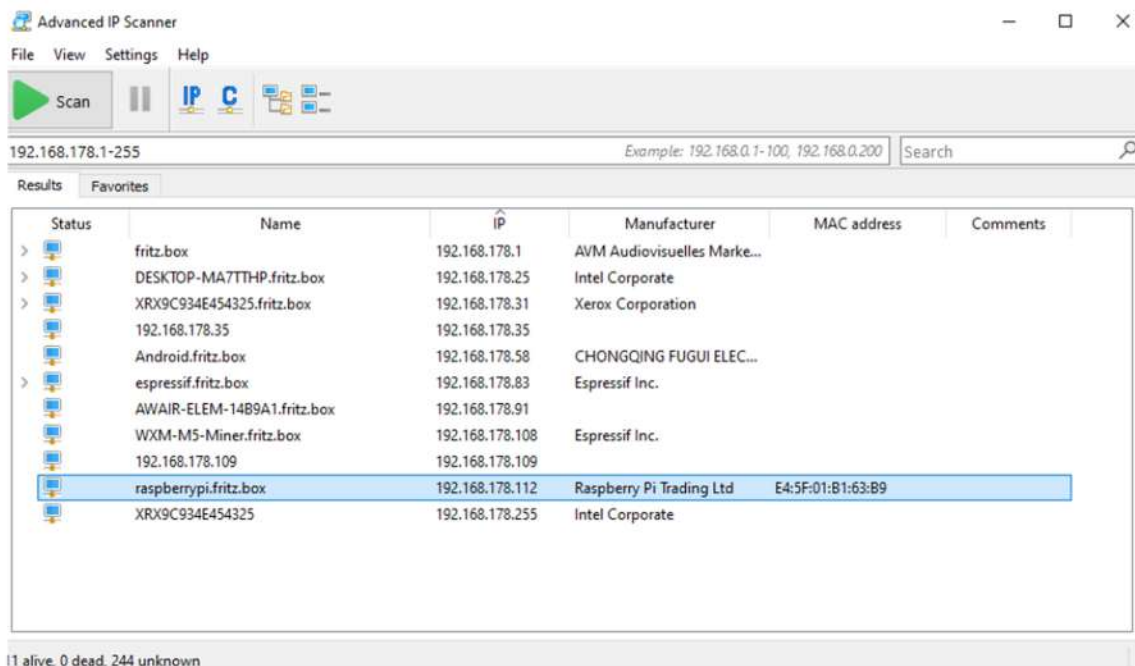 Advanced IP Scanner
File View Settings Help
Scan IP C
192.168.178.1-255 Example: 192.168.0.1-100, 192.168.0.200 Search
Results Favorites
Status Name IP Manufacturer MAC address Comments
fritz.box 192.168.178.1 AVM Audiovisuelles Marke...
DESKTOP-MA7TTHP.fritz.box 192.168.178.25 Intel Corporate
XRX9C934E454325.fritz.box 192.168.178.31 Xerox Corporation
192.168.178.35 192.168.178.35
Android.fritz.box 192.168.178.58 CHONGQING FUGUI ELEC...
espressif.fritz.box 192.168.178.83 Espressif Inc.
AWAIR-ELEM-14B9A1.fritz.box 192.168.178.91
WXM-M5-Miner.fritz.box 192.168.178.108 Espressif Inc.
192.168.178.109 192.168.178.109
raspberrypi.fritz.box 192.168.178.112 Raspberry Pi Trading Ltd E4:5F:01:B1:63:B9
XRX9C934E454325 192.168.178.255 Intel Corporate
11 alive, 0 dead, 244 unknown